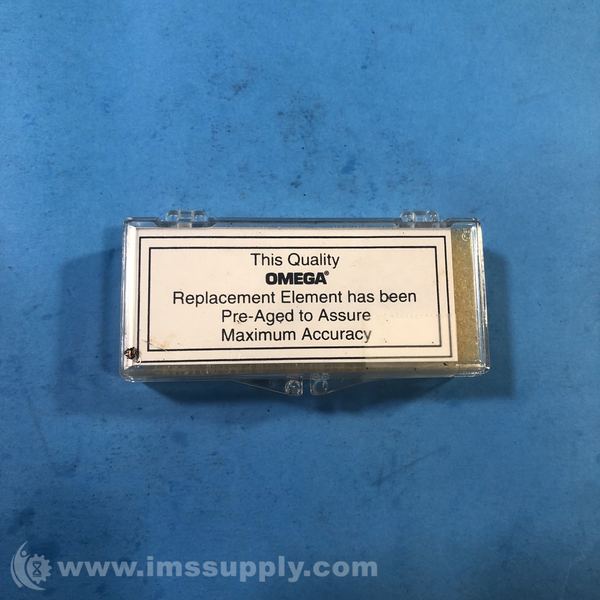 This Quality
OMEGA®
Replacement Element has been
Pre-Aged to Assure
Maximum Accuracy
www.imssupply.com